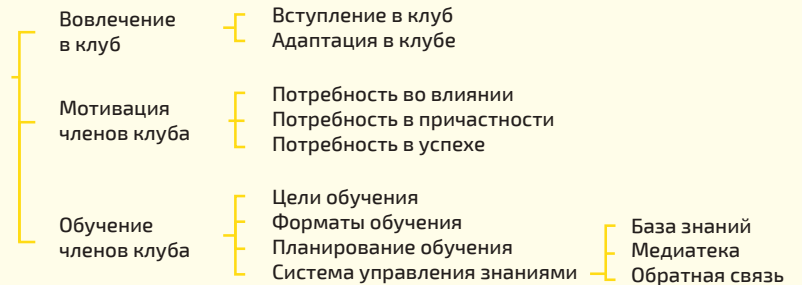 Вовлечение
в клуб
Вступление в клуб
Адаптация в клубе
Мотивация
членов клуба
Потребность во влиянии
Потребность в причастности
Потребность в успехе
Обучение
членов клуба
Цели обучения
Форматы обучения
Планирование обучения
Система управления знаниями
База знаний
Медиатека
Обратная связь